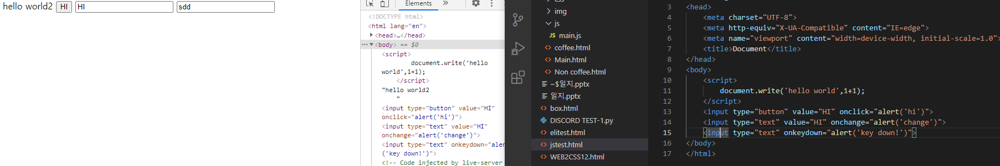 hello world2 HI HI sdd
Elements »
<!DOCTYPE html>
<html lang="en">
<head>…</head>
<body> == $0
<script>
document.write('hello
world',1+1);
</script>
"hello world2
"
<input type="button" value="HI"
onclick="alert('hi')">
<input type="text" value="HI"
onchange="alert('change')">
<input type="text" onkeydown="aler
('key down!')">
<!-- Code injected by live-server
img
js
JS main.js
coffee.html
Main.html
Non coffee.html
~$일지.pptx
일지.pptx
box.html
DISCORD TEST-1.py
elitest.html
jstest.html
WEB2CSS12.html
3 <head>
4 <meta charset="UTF-8">
5 <meta http-equiv="X-UA-Compatible" content="IE=edge">
6 <meta name="viewport" content="width=device-width, initial-scale=1.0">
7 <title>Document</title>
8 </head>
9 <body>
10 <script>
11 document.write('hello world',1+1);
12 </script>
13 <input type="button" value="HI" onclick="alert('hi')">
14 <input type="text" value="HI" onchange="alert('change')">
15 <input type="text" onkeydown="alert('key down!')">
16 </body>
17 </html>